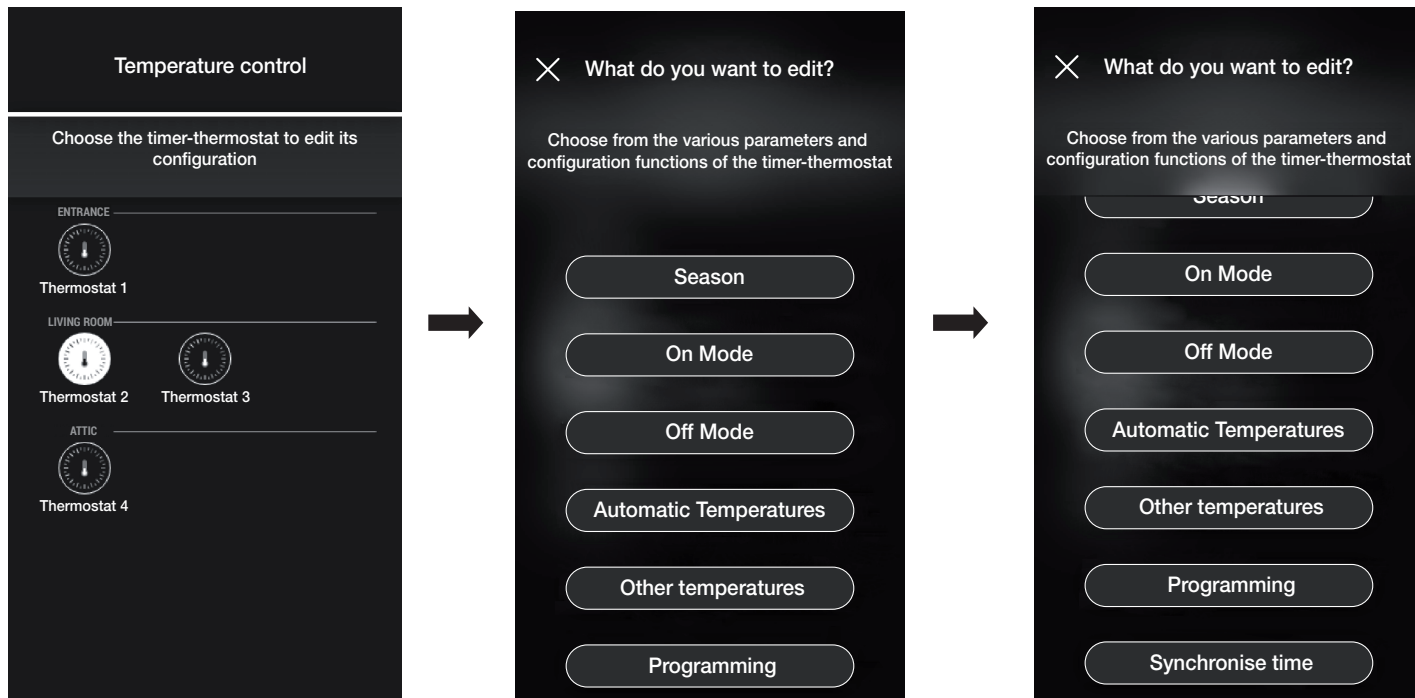 Temperature control
Choose the timer-thermostat to edit its
configuration
ENTRANCE
Thermostat 1
LIVING ROOM
Thermostat 2
Thermostat 3
ATTIC
Thermostat 4
What do you want to edit?
Choose from the various parameters and
configuration functions of the timer-thermostat
Season
On Mode
Off Mode
Automatic Temperatures
Other temperatures
Programming
What do you want to edit?
Choose from the various parameters and
configuration functions of the timer-thermostat
Season
On Mode
Off Mode
Automatic Temperatures
Other temperatures
Programming
Synchronise time